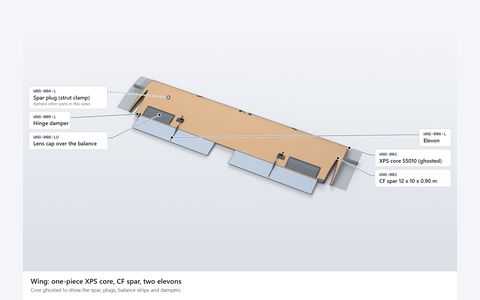 WNG-004-L
Spar plug (strut clamp)
(behind other parts in this view)
WNG-005-L
Hinge damper
WNG-008-LU
Lens cap over the balance
WNG-006-L
Elevon
WNG-001
XPS core S5010 (ghosted)
WNG-002
CF spar 12 x 10 x 0.90 m
Wing: one-piece XPS core, CF spar, two elevons
Core ghosted to show the spar, plugs, balance strips and dampers